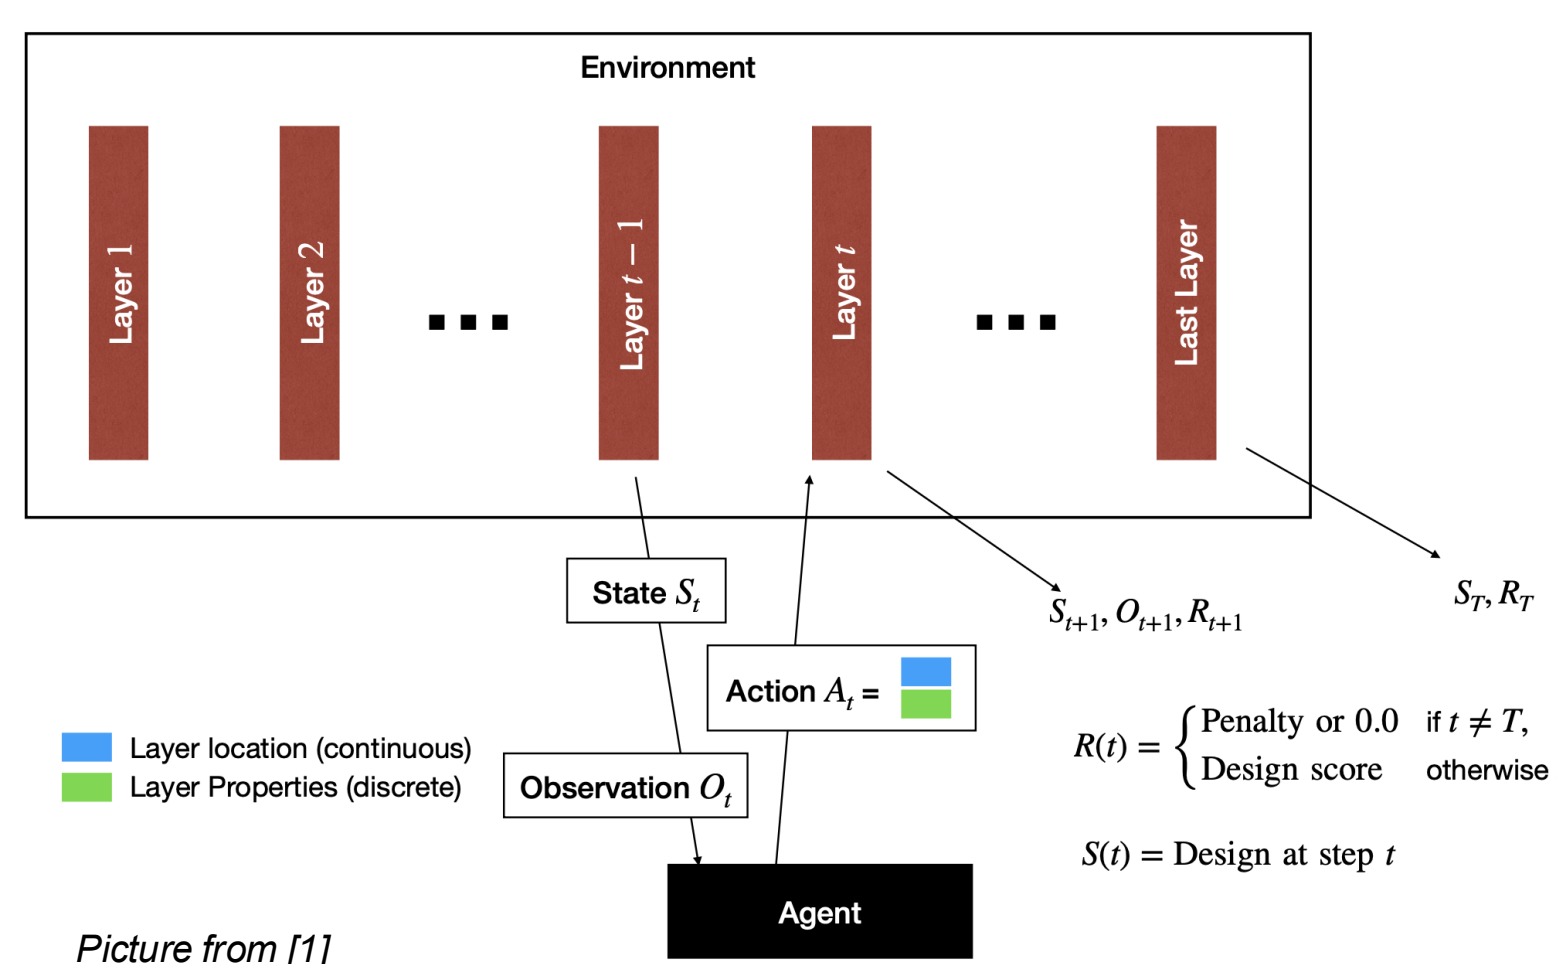 Environment
Layer 1
Layer 2
Layer t − 1
Layer t
Last Layer
State S_t
S_{t+1}, O_{t+1}, R_{t+1}
S_T, R_T
Action A_t =
Layer location (continuous)
Layer Properties (discrete)
Observation O_t
R(t) = { Penalty or 0.0 if t ≠ T,
Design score otherwise
S(t) = Design at step t
Agent
Picture from [1]